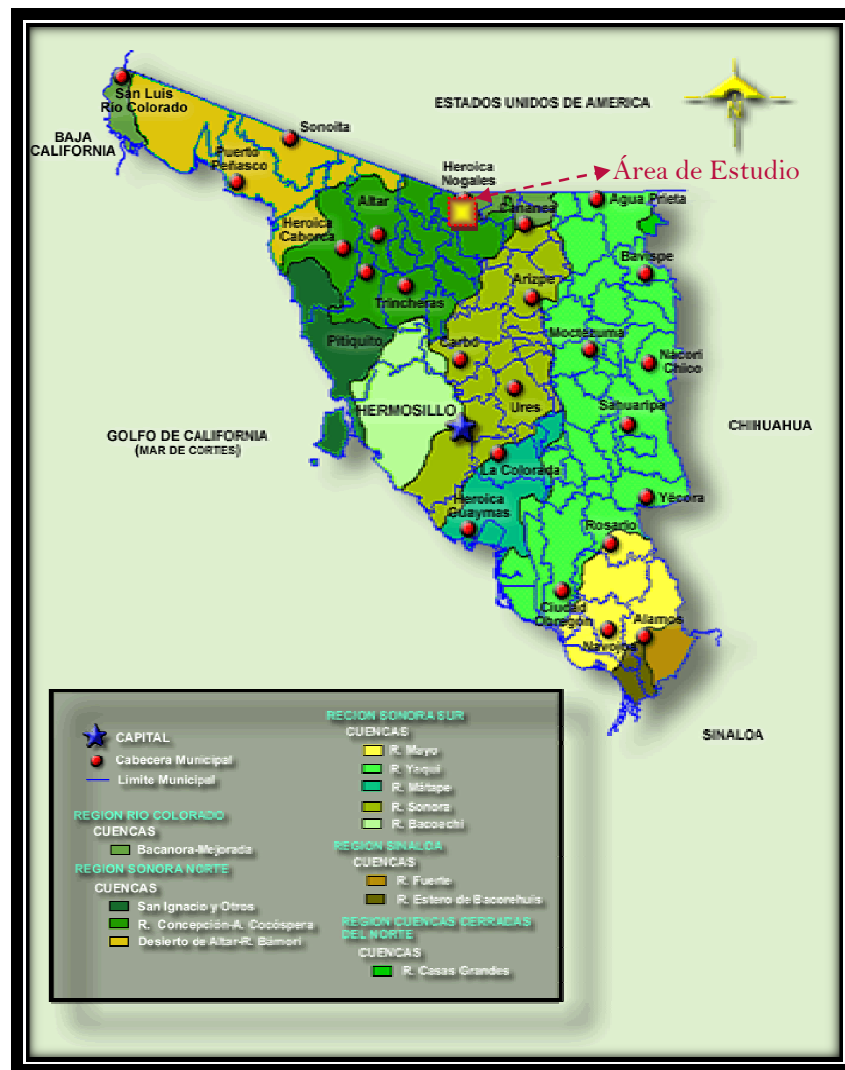 San Luis
Río Colorado
ESTADOS UNIDOS DE AMERICA
N
BAJA
CALIFORNIA
Sonoita
Puerto
Peñasco
Heroica
Nogales
Área de Estudio
Altar
Cananea
Agua Prieta
Heroica
Caborca
Bavispe
Arizpe
Trincheras
Pitiquito
Carbó
Moctezuma
Nácori
Chico
HERMOSILLO
Ures
Sahuaripa
GOLFO DE CALIFORNIA
(MAR DE CORTES)
CHIHUAHUA
La Colorada
Heroica
Guaymas
Yécora
Rosario
Ciudad
Obregón
Navojoa
Alamos
SINALOA
CAPITAL
Cabecera Municipal
Límite Municipal
REGION RIO COLORADO
CUENCAS
Bacanora-Mejorada
REGION SONORA NORTE
CUENCAS
San Ignacio y Otros
R. Concepción-A. Cocóspera
Desierto de Altar-R. Bámori
REGION SONORA SUR
CUENCAS
R. Mayo
R. Yaqui
R. Mátape
R. Sonora
R. Bacoachi
REGION SINALOA
CUENCAS
R. Fuerte
R. Estero de Bacorehuis
REGION CUENCAS CERRADAS
DEL NORTE
CUENCAS
R. Casas Grandes